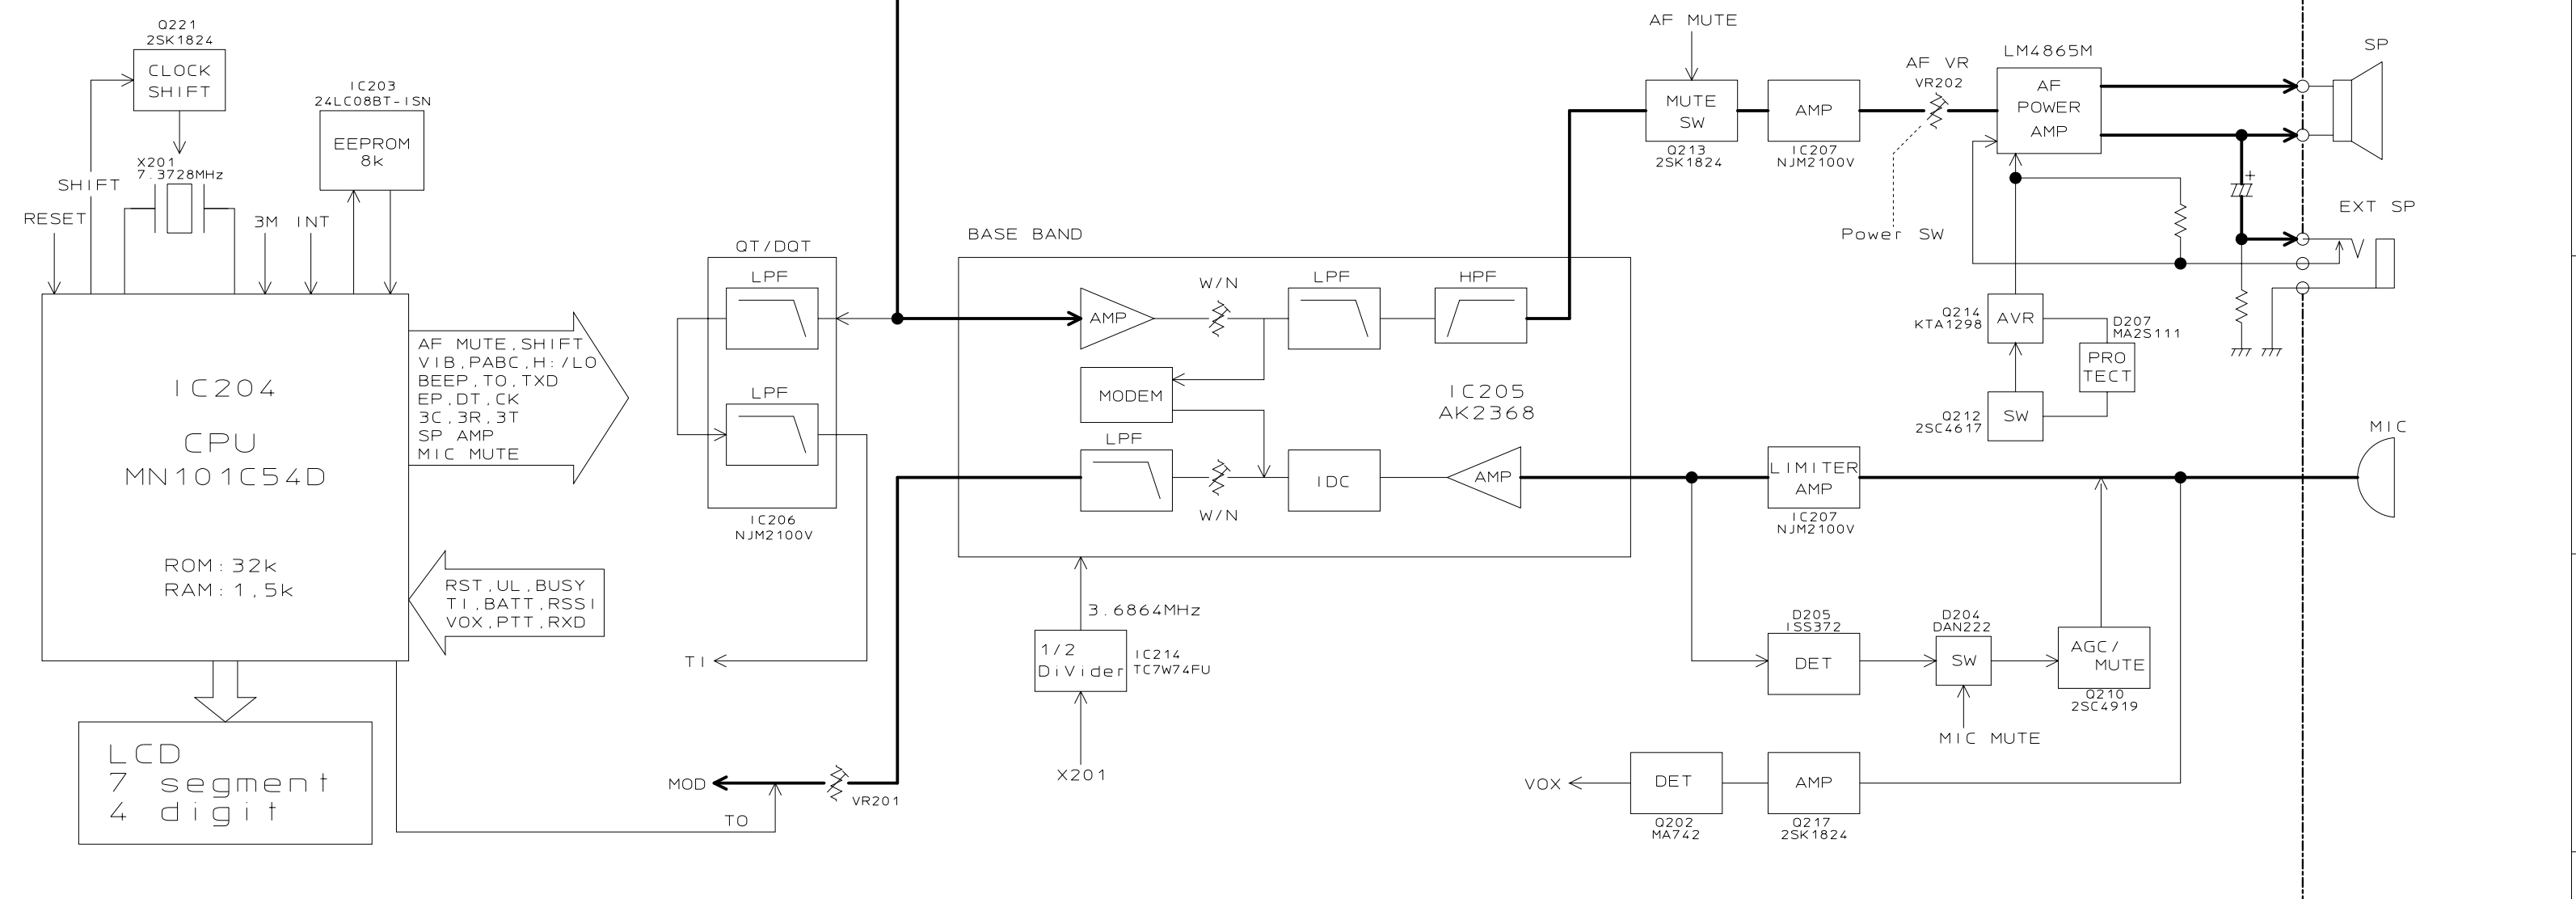 Q221
2SK1824
CLOCK
SHIFT
IC203
24LC08BT-ISN
EEPROM
8k
X201
7.3728MHz
SHIFT
RESET
3M INT
IC204
CPU
MN101C54D
ROM:32k
RAM:1,5k
AF MUTE,SHIFT
VIB,PABC,H:/LO
BEEP,TO,TXD
EP,DT,CK
3C,3R,3T
SP AMP
MIC MUTE
RST,UL,BUSY
TI,BATT,RSSI
VOX,PTT,RXD
LCD
7 segment
4 digit
QT/DQT
LPF
LPF
IC206
NJM2100V
TI
MOD
VR201
TO
BASE BAND
AMP
W/N
LPF
HPF
MODEM
IC205
AK2368
LPF
W/N
IDC
AMP
3.6864MHz
1/2
DiVider
IC214
TC7W74FU
X201
AF MUTE
MUTE
SW
Q213
2SK1824
AMP
IC207
NJM2100V
AF VR
VR202
Power SW
LM4865M
AF
POWER
AMP
SP
+
EXT SP
Q214
KTA1298
AVR
D207
MA2S111
PRO
TECT
Q212
2SC4617
SW
MIC
LIMITER
AMP
IC207
NJM2100V
D205
ISS372
DET
D204
DAN222
SW
MIC MUTE
AGC/
MUTE
Q210
2SC4919
VOX
DET
Q202
MA742
AMP
Q217
2SK1824